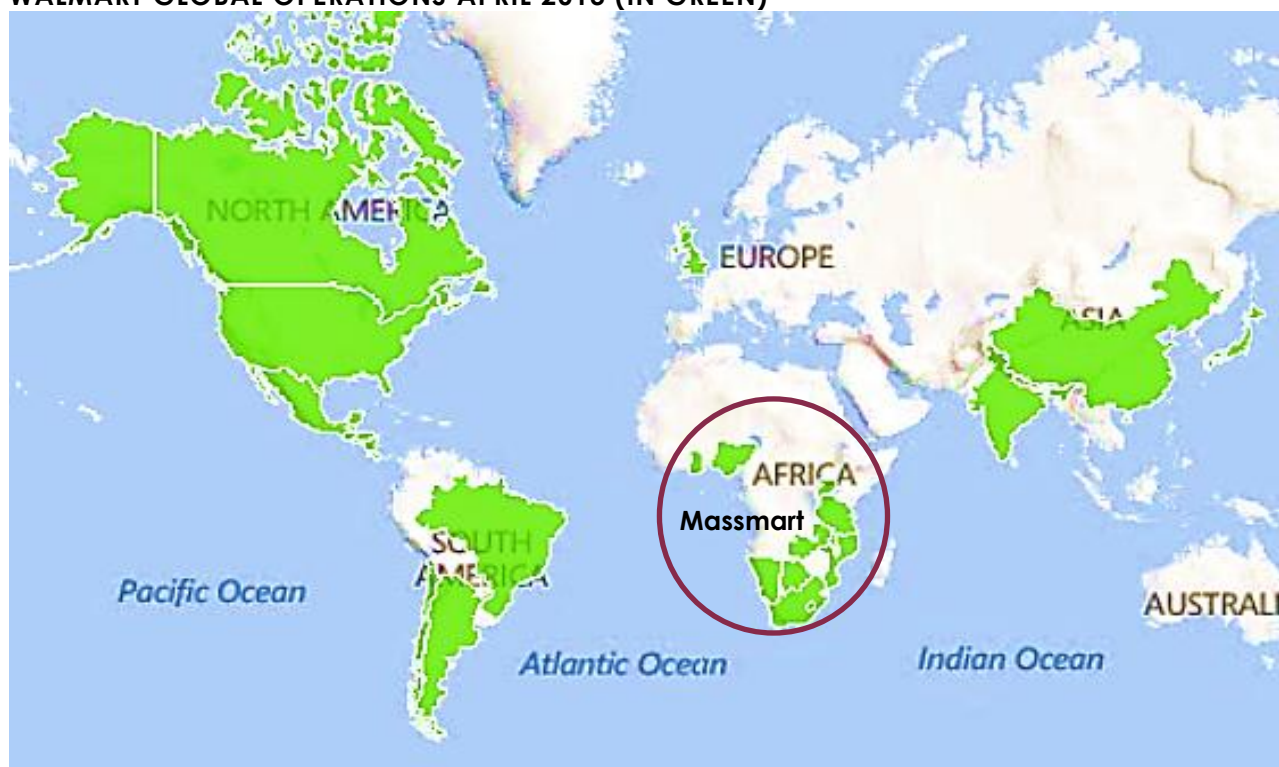 WALMART GLOBAL OPERATIONS APRIL 2018 (IN GREEN)
NORTH AMERICA
EUROPE
ASIA
AFRICA
Massmart
SOUTH
AMERICA
Pacific Ocean
AUSTRALI
Atlantic Ocean
Indian Ocean